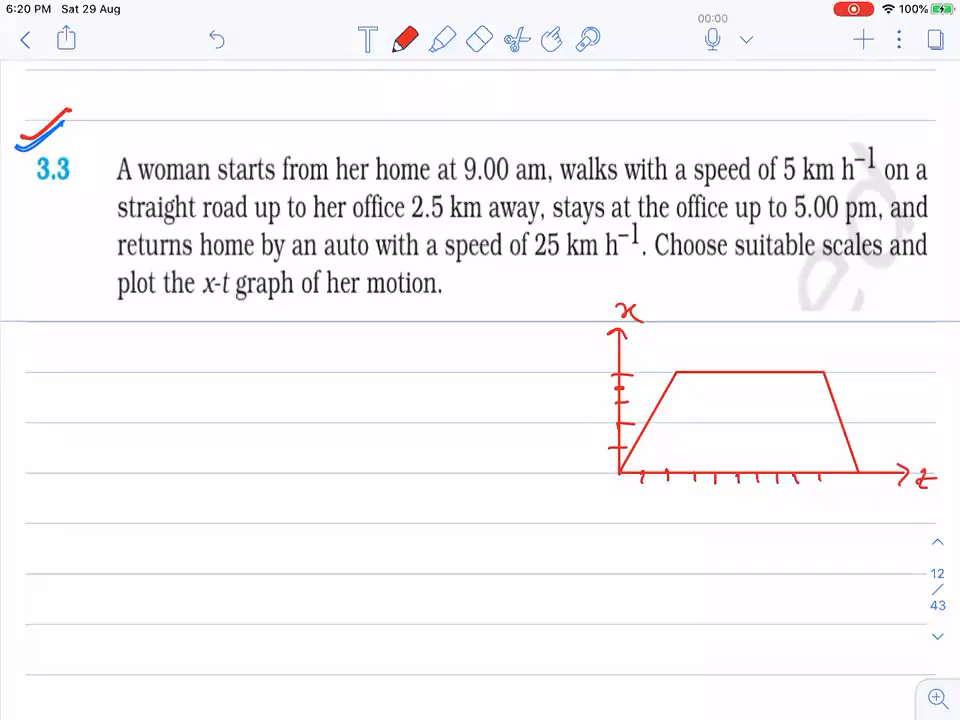 6:20 PM Sat 29 Aug
100%
00:00
3.3 A woman starts from her home at 9.00 am, walks with a speed of 5 km h⁻¹ on a
straight road up to her office 2.5 km away, stays at the office up to 5.00 pm, and
returns home by an auto with a speed of 25 km h⁻¹. Choose suitable scales and
plot the x-t graph of her motion.
x
t
12
/
43